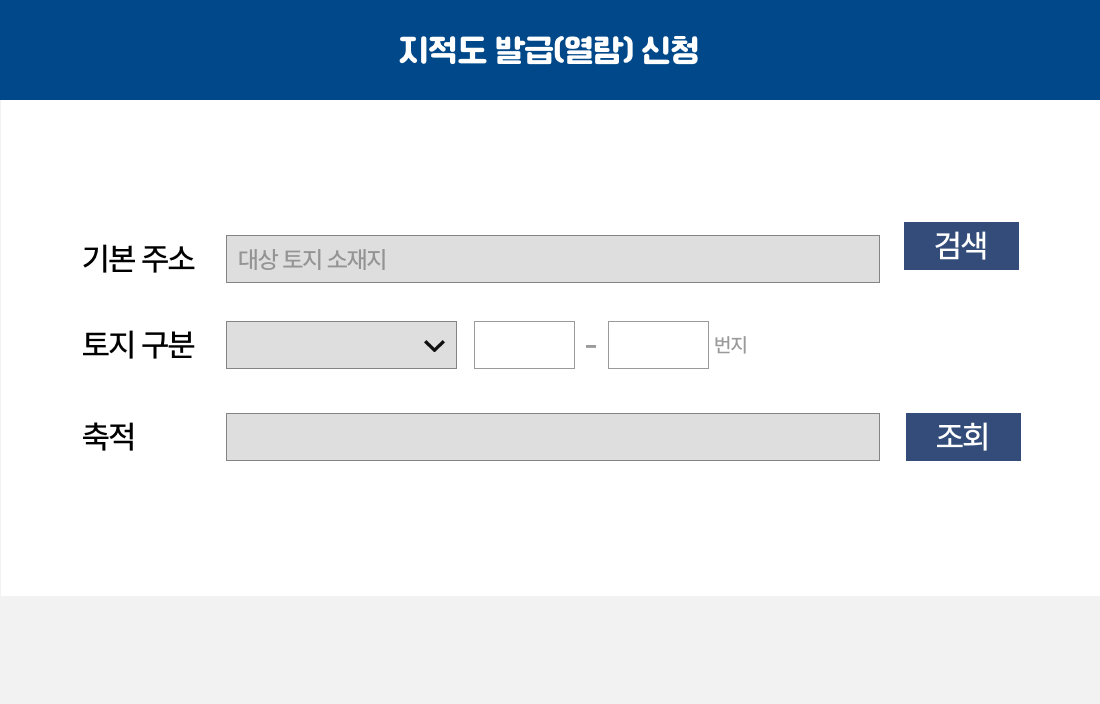 지적도 발급(열람) 신청
기본 주소 대상 토지 소재지 검색
토지 구분 - 번지
축적 조회